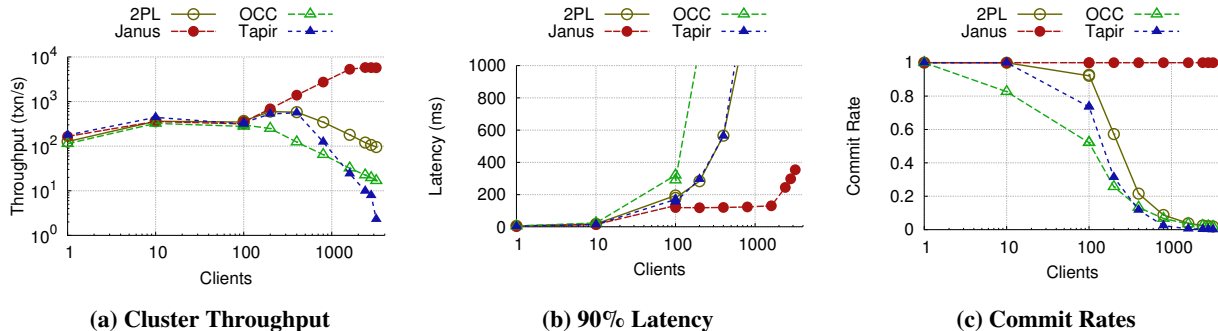 2PL
OCC
Janus
Tapir
10^4
10^3
10^2
10^1
10^0
Throughput (txn/s)
1
10
100
1000
Clients
(a) Cluster Throughput
2PL
OCC
Janus
Tapir
1000
800
600
400
200
0
Latency (ms)
1
10
100
1000
Clients
(b) 90% Latency
2PL
OCC
Janus
Tapir
1
0.8
0.6
0.4
0.2
0
Commit Rate
1
10
100
1000
Clients
(c) Commit Rates